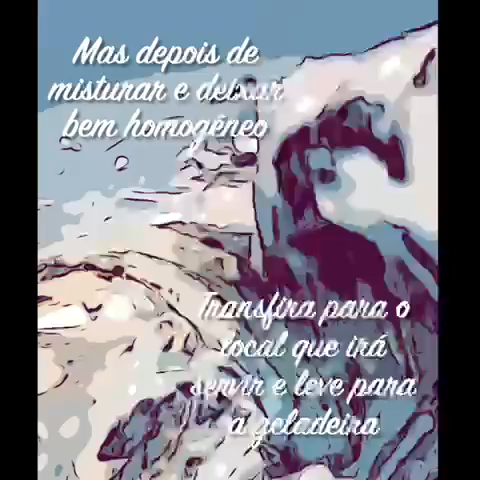 Mas depois de
misturar e deixar
bem homogêneo
Transfira para o
local que irá
servir e leve para
a geladeira